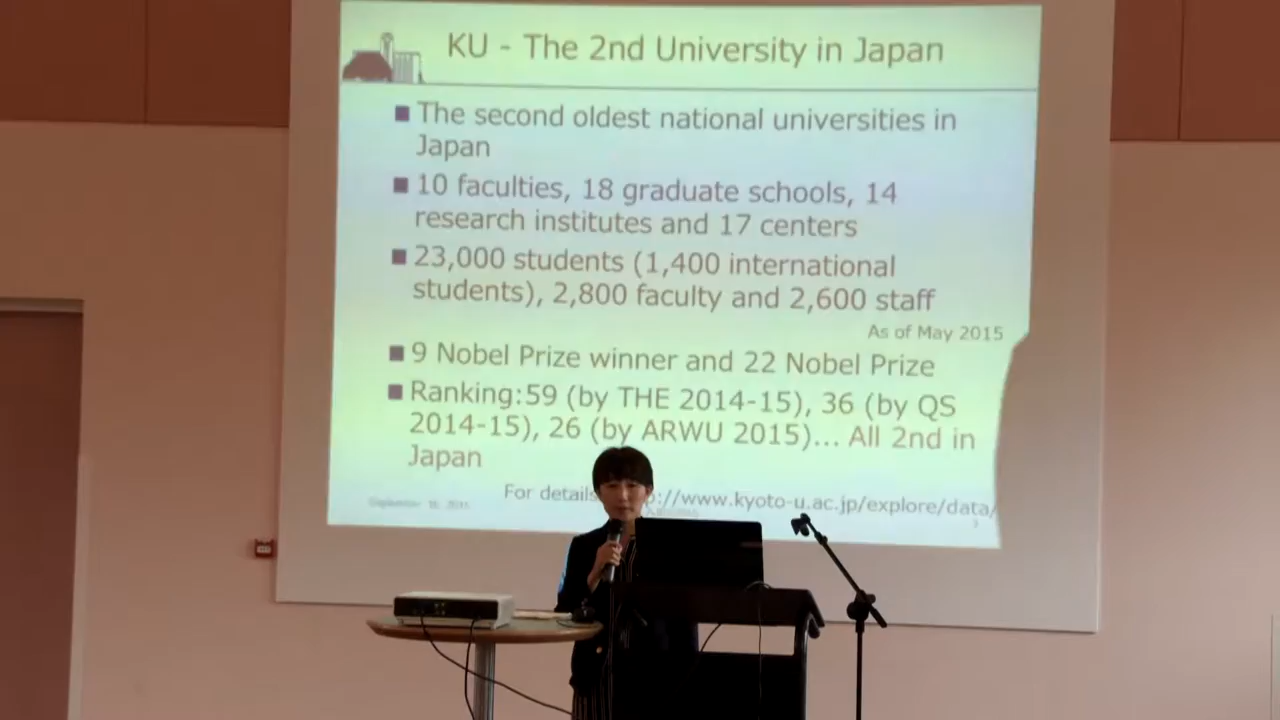 KU - The 2nd University in Japan
■ The second oldest national universities in
Japan
■ 10 faculties, 18 graduate schools, 14
research institutes and 17 centers
■ 23,000 students (1,400 international
students), 2,800 faculty and 2,600 staff
As of May 2015
■ 9 Nobel Prize winner and 22 Nobel Prize
■ Ranking:59 (by THE 2014-15), 36 (by QS
2014-15), 26 (by ARWU 2015)... All 2nd in
Japan
For details p://www.kyoto-u.ac.jp/explore/data/
September
3